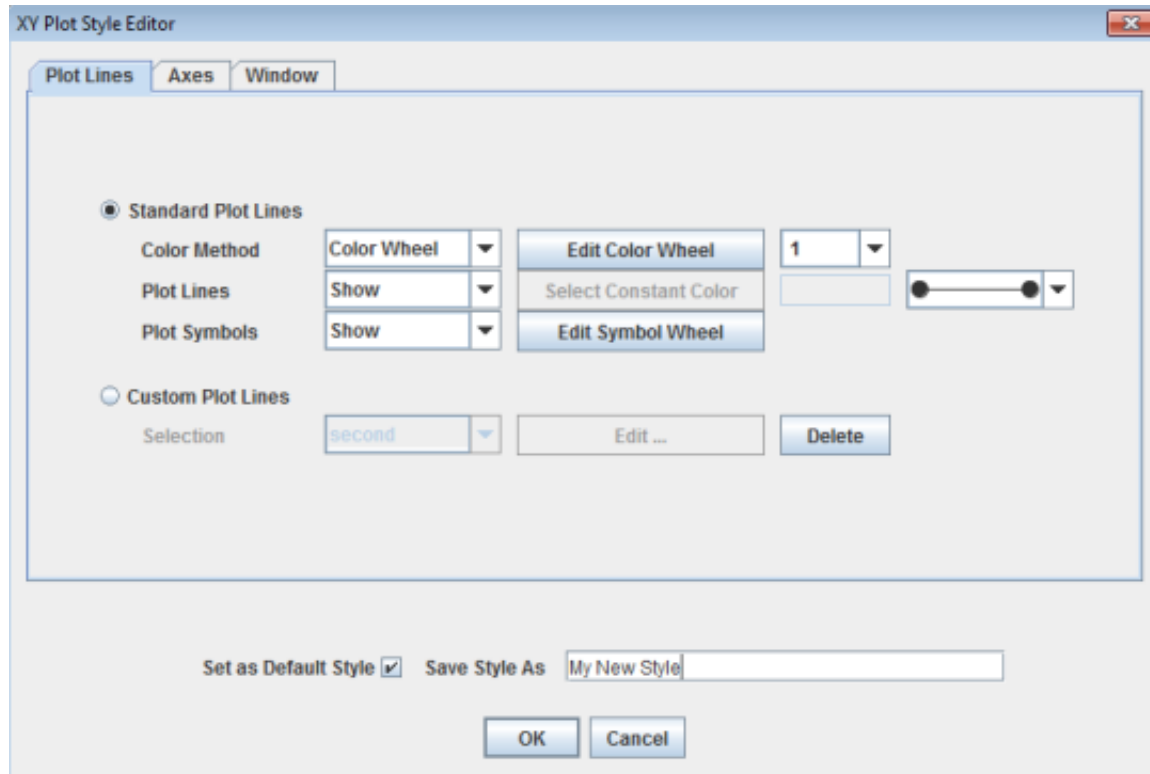 XY Plot Style Editor
Plot Lines Axes Window
Standard Plot Lines
Color Method Color Wheel Edit Color Wheel 1
Plot Lines Show Select Constant Color
Plot Symbols Show Edit Symbol Wheel
Custom Plot Lines
Selection second Edit ... Delete
Set as Default Style Save Style As My New Style
OK Cancel